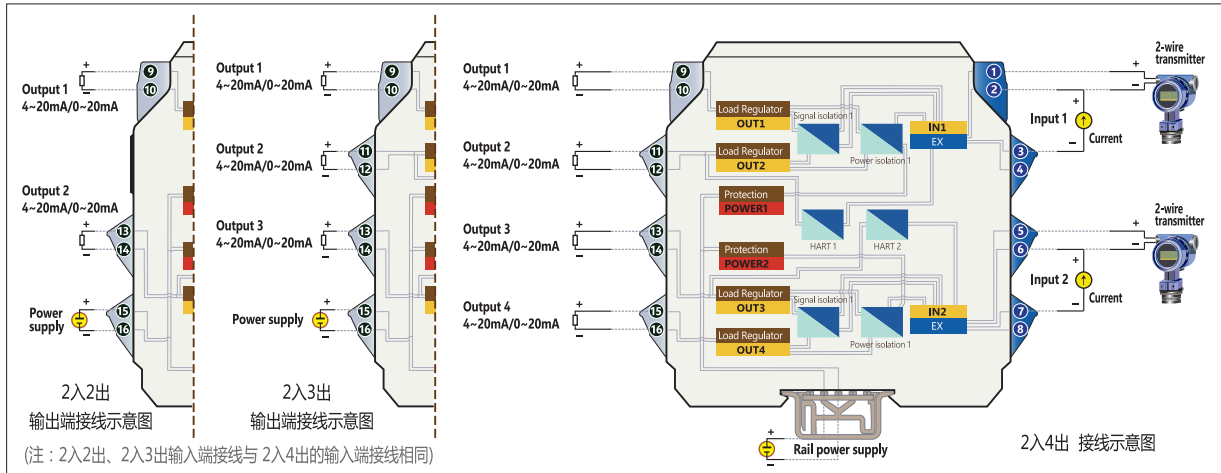 +
9
10
−
Output 1
4~20mA/0~20mA
Output 2
4~20mA/0~20mA
+
13
14
−
+
15
16
−
Power
supply
2入2出
输出端接线示意图
Output 1
4~20mA/0~20mA
+
9
10
−
Output 2
4~20mA/0~20mA
+
11
12
−
Output 3
4~20mA/0~20mA
+
13
14
−
Power supply
+
15
16
−
2入3出
输出端接线示意图
(注：2入2出、2入3出输入端接线与 2入4出的输入端接线相同)
Output 1
4~20mA/0~20mA
+
9
10
−
Output 2
4~20mA/0~20mA
+
11
12
−
Output 3
4~20mA/0~20mA
+
13
14
−
Output 4
4~20mA/0~20mA
+
15
16
−
Load Regulator
OUT1
Signal isolation 1
Load Regulator
OUT2
Power isolation 1
IN1
EX
Protection
POWER1
HART 1
HART 2
Protection
POWER2
Load Regulator
OUT3
Signal isolation 1
Load Regulator
OUT4
Power isolation 1
IN2
EX
1
2
3
4
5
6
7
8
2-wire
transmitter
+
−
+
Input 1
Current
−
2-wire
transmitter
+
−
+
Input 2
Current
−
+
−
Rail power supply
2入4出 接线示意图